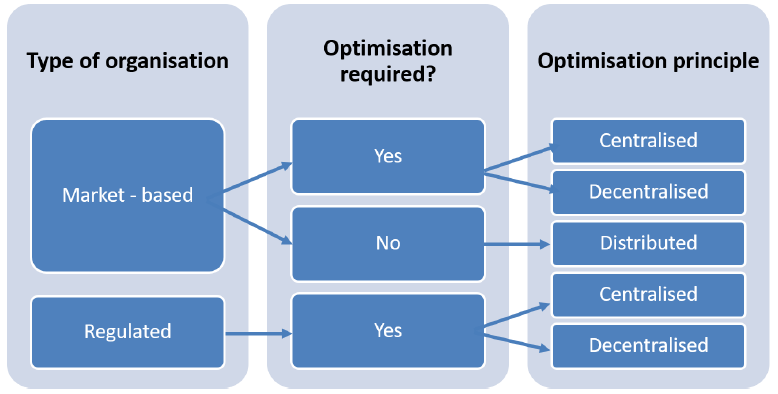 Type of organisation
Optimisation
required?
Optimisation principle
Market - based
Regulated
Yes
No
Yes
Centralised
Decentralised
Distributed
Centralised
Decentralised